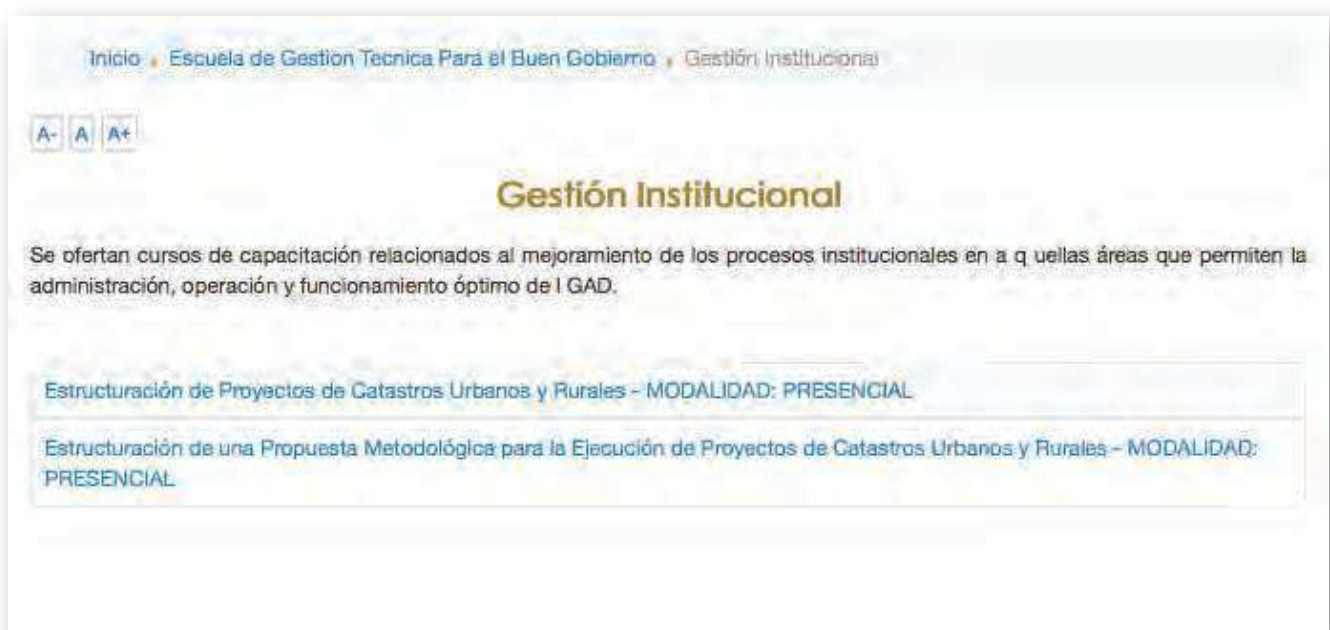 Inicio Escuela de Gestion Tecnica Para el Buen Gobierno Gestión Institucional
A- A A+
Gestión Institucional
Se ofertan cursos de capacitación relacionados al mejoramiento de los procesos institucionales en a q uellas áreas que permiten la
administración, operación y funcionamiento óptimo de l GAD.
Estructuración de Proyectos de Catastros Urbanos y Rurales - MODALIDAD: PRESENCIAL
Estructuración de una Propuesta Metodológica para la Ejecución de Proyectos de Catastros Urbanos y Rurales - MODALIDAD:
PRESENCIAL